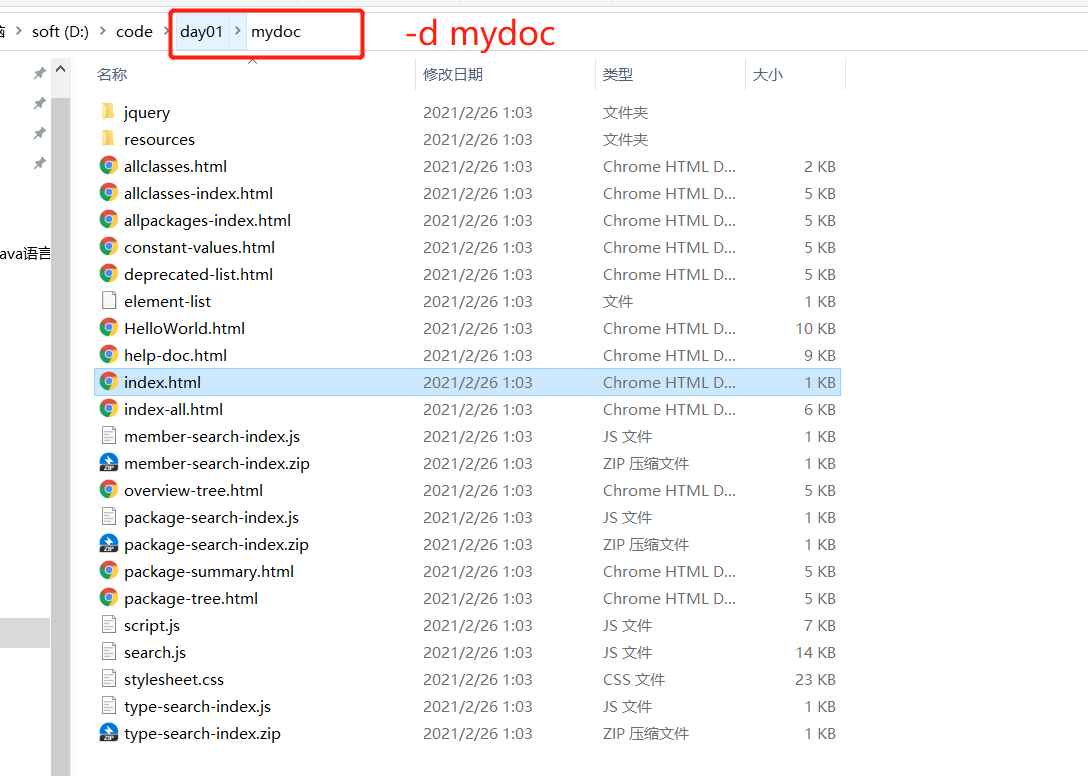 soft (D:) code day01 mydoc -d mydoc
名称 修改日期 类型 大小
jquery 2021/2/26 1:03 文件夹
resources 2021/2/26 1:03 文件夹
allclasses.html 2021/2/26 1:03 Chrome HTML D... 2 KB
allclasses-index.html 2021/2/26 1:03 Chrome HTML D... 5 KB
allpackages-index.html 2021/2/26 1:03 Chrome HTML D... 5 KB
constant-values.html 2021/2/26 1:03 Chrome HTML D... 5 KB
ava语言
deprecated-list.html 2021/2/26 1:03 Chrome HTML D... 5 KB
element-list 2021/2/26 1:03 文件 1 KB
HelloWorld.html 2021/2/26 1:03 Chrome HTML D... 10 KB
help-doc.html 2021/2/26 1:03 Chrome HTML D... 9 KB
index.html 2021/2/26 1:03 Chrome HTML D... 1 KB
index-all.html 2021/2/26 1:03 Chrome HTML D... 6 KB
member-search-index.js 2021/2/26 1:03 JS 文件 1 KB
member-search-index.zip 2021/2/26 1:03 ZIP 压缩文件 1 KB
overview-tree.html 2021/2/26 1:03 Chrome HTML D... 5 KB
package-search-index.js 2021/2/26 1:03 JS 文件 1 KB
package-search-index.zip 2021/2/26 1:03 ZIP 压缩文件 1 KB
package-summary.html 2021/2/26 1:03 Chrome HTML D... 5 KB
package-tree.html 2021/2/26 1:03 Chrome HTML D... 5 KB
script.js 2021/2/26 1:03 JS 文件 7 KB
search.js 2021/2/26 1:03 JS 文件 14 KB
stylesheet.css 2021/2/26 1:03 CSS 文件 23 KB
type-search-index.js 2021/2/26 1:03 JS 文件 1 KB
type-search-index.zip 2021/2/26 1:03 ZIP 压缩文件 1 KB